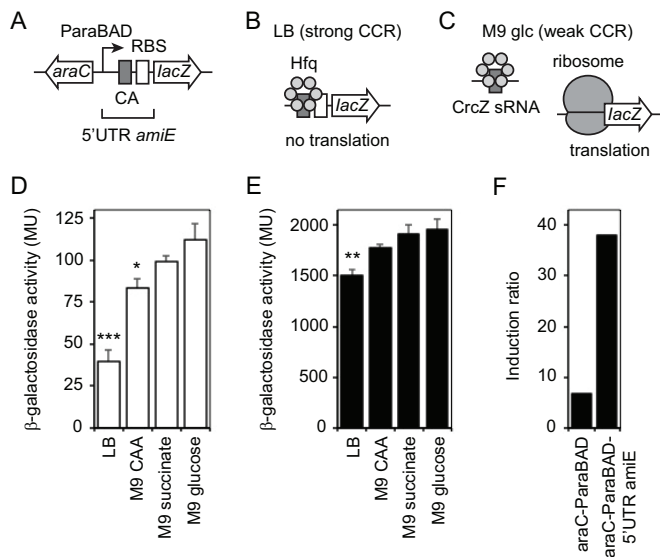 A
ParaBAD
RBS
araC
lacZ
CA
5'UTR amiE
B
LB (strong CCR)
Hfq
lacZ
no translation
C
M9 glc (weak CCR)
ribosome
CrcZ sRNA
lacZ
translation
D
β-galactosidase activity (MU)
125
100
75
50
25
0
***
*
LB
M9 CAA
M9 succinate
M9 glucose
E
β-galactosidase activity (MU)
2000
1500
1000
500
0
**
LB
M9 CAA
M9 succinate
M9 glucose
F
Induction ratio
40
30
20
10
0
araC-ParaBAD
araC-ParaBAD-
5'UTR amiE